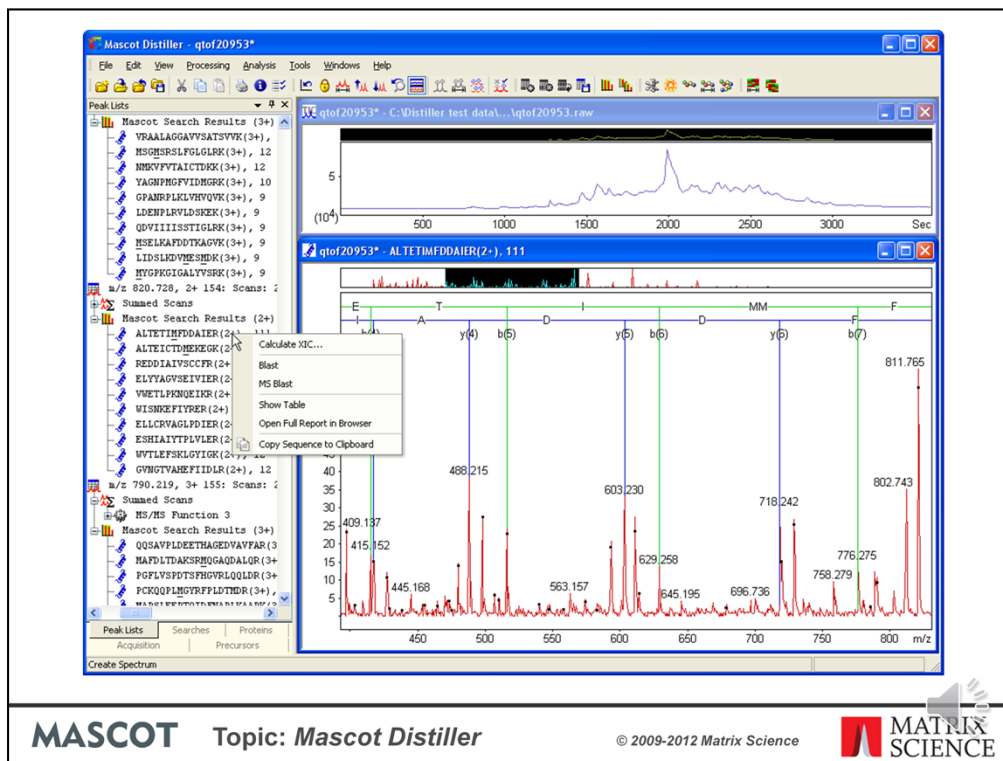 Mascot Distiller - qtof20953*
File Edit View Processing Analysis Tools Windows Help
Peak Lists
Mascot Search Results (3+)
VRAALAGGAVVSATSVVK(3+),
MSGMSRSLFGLGLRK(3+), 12
NMKVFVTAICTDKK(3+), 12
YAGNPMGFVIDMGRK(3+), 10
GPANRPLKLVHVQVK(3+), 9
LDENPLRVLDSKEK(3+), 9
QDVIIIISSTIGLRK(3+), 9
MSELKAFDDTKAGVK(3+), 9
LIDSLKDVMESMDK(3+), 9
MYGPKGIGALYVSRK(3+), 9
m/z 820.728, 2+ 154: Scans: 2
Summed Scans
Mascot Search Results (2+)
ALTETIMFDDAIER(2+), 111
ALTEICTDMEKEGK(2
REDDIAIVSCCFR(2+
ELYYAGVSEIVIER(2
VWETLPKNQEIKR(2+
WISNKEFIYRER(2+)
ELLCRVAGLPDIER(2
ESHIAIYTPLVLER(2
WVTLEFSKLGYIGK(2+), 12
GVNGTVAHEFIIDLR(2+), 12
m/z 790.219, 3+ 155: Scans: 2
Summed Scans
MS/MS Function 3
Mascot Search Results (3+)
QQSAVPLDEETHAGEDVAVFAR(3
MAFDLTDAKSRMQGAQDALQR(3+
PGFLVSPDTSFHGVRLQQLDR(3+
PCKQQPLMGYRFPLDTMDR(3+),
Peak Lists Searches Proteins
Acquisition Precursors
Create Spectrum
Calculate XIC...
Blast
MS Blast
Show Table
Open Full Report in Browser
Copy Sequence to Clipboard
qtof20953* - C:\Distiller test data\...\qtof20953.raw
5
(10⁴)
500 1000 1500 2000 2500 3000 Sec
qtof20953* - ALTETIMFDDAIER(2+), 111
E T I MM F
I A D D F
y(4) b(5) y(5) b(6) y(6) b(7)
811.765
802.743
488.215
603.230
718.242
409.137
415.152
629.258
776.275
758.279
445.168
563.157
645.195
696.736
40
35
30
25
20
15
10
5
450 500 550 600 650 700 750 800 m/z
MASCOT
Topic: Mascot Distiller
© 2009-2012 Matrix Science
MATRIX
SCIENCE